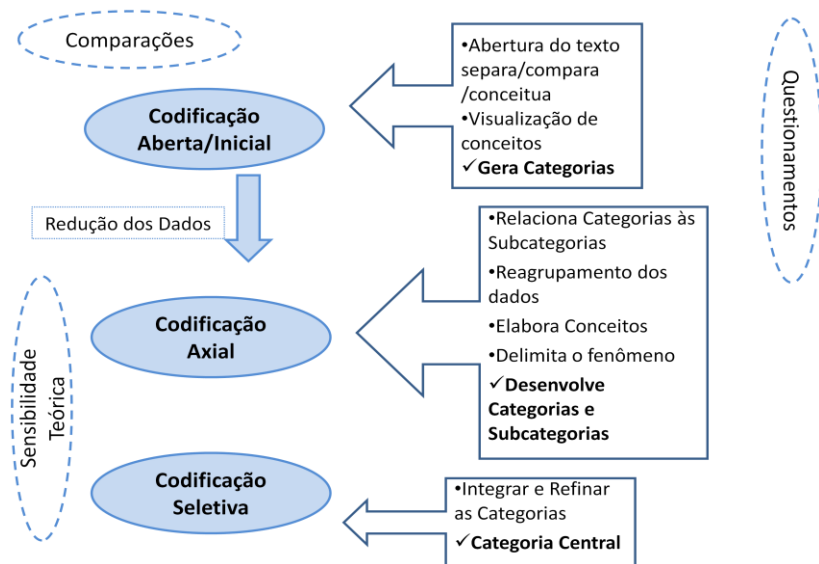 Comparações
Codificação
Aberta/Inicial
•Abertura do texto
separa/compara
/conceitua
•Visualização de
conceitos
✓Gera Categorias
Questionamentos
Redução dos Dados
Sensibilidade
Teórica
Codificação
Axial
•Relaciona Categorias às
Subcategorias
•Reagrupamento dos
dados
•Elabora Conceitos
•Delimita o fenômeno
✓Desenvolve
Categorias e
Subcategorias
Codificação
Seletiva
•Integrar e Refinar
as Categorias
✓Categoria Central